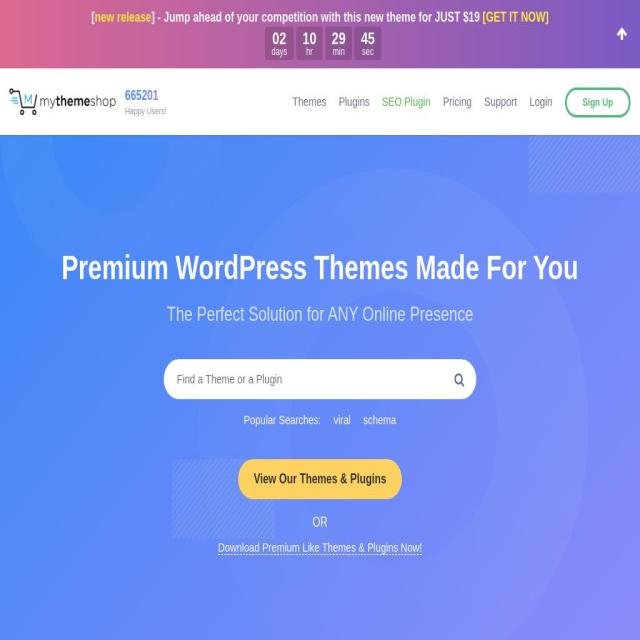 [new release] - Jump ahead of your competition with this new theme for JUST $19 [GET IT NOW]
02 10 29 45
days hr min sec
M mythemeshop
665201
Happy Users!
Themes Plugins SEO Plugin Pricing Support Login Sign Up
Premium WordPress Themes Made For You
The Perfect Solution for ANY Online Presence
Find a Theme or a Plugin
Popular Searches: viral schema
View Our Themes & Plugins
OR
Download Premium Like Themes & Plugins Now!